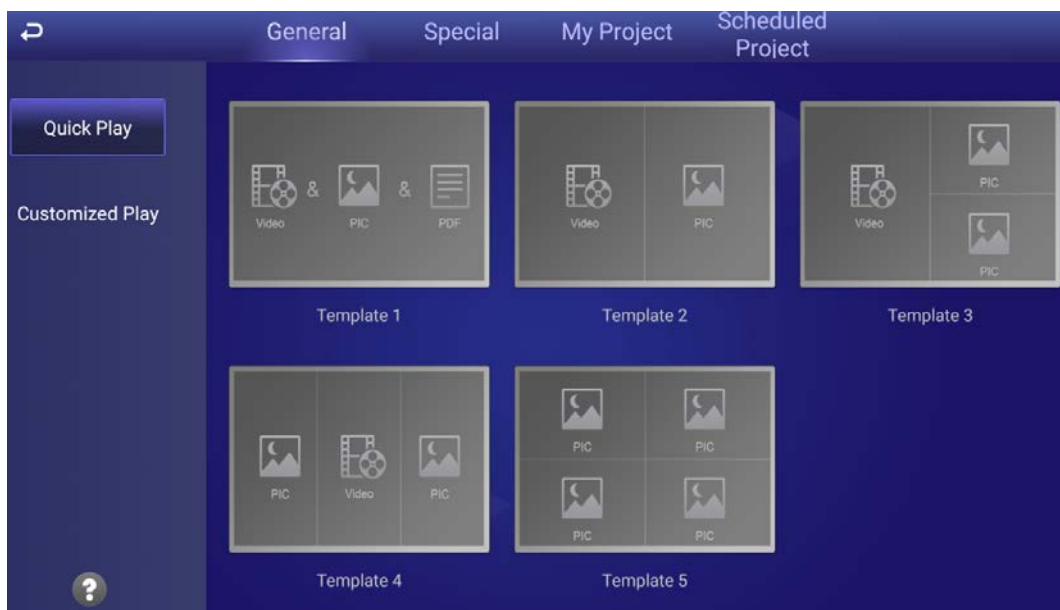 General
Special
My Project
Scheduled
Project
Quick Play
Customized Play
&
&
Video
PIC
PDF
Template 1
Video
PIC
Template 2
Video
PIC
PIC
Template 3
PIC
Video
PIC
Template 4
PIC
PIC
PIC
PIC
Template 5
?